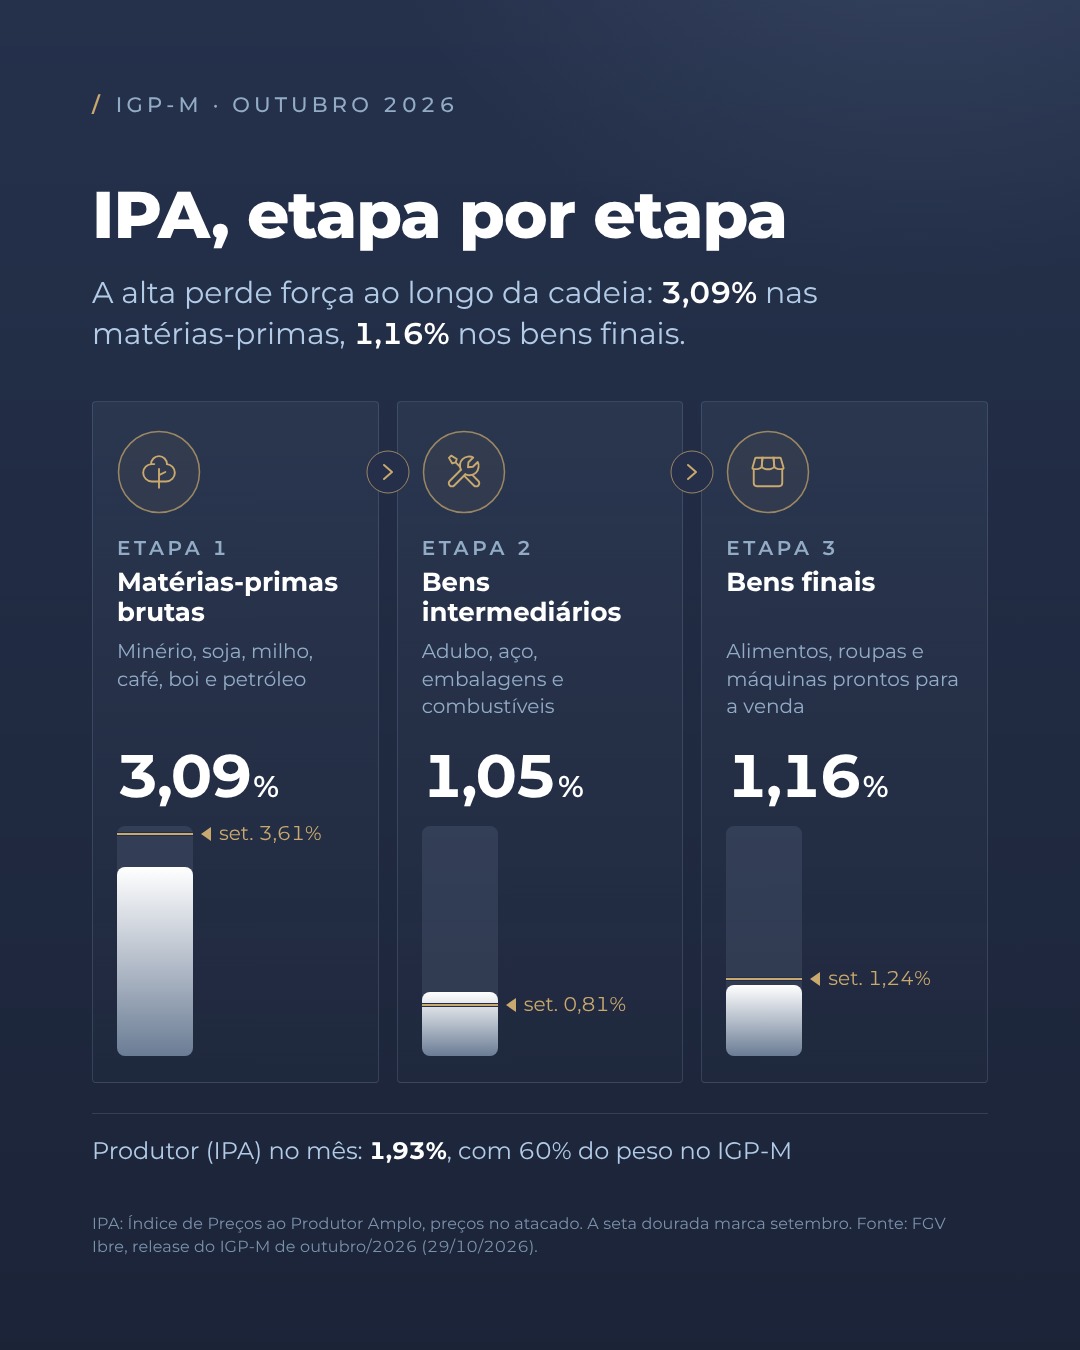 / IGP-M · OUTUBRO 2026
IPA, etapa por etapa
A alta perde força ao longo da cadeia: 3,09% nas
matérias-primas, 1,16% nos bens finais.
ETAPA 1
Matérias-primas
brutas
Minério, soja, milho,
café, boi e petróleo
3,09%
set. 3,61%
ETAPA 2
Bens
intermediários
Adubo, aço,
embalagens e
combustíveis
1,05%
set. 0,81%
ETAPA 3
Bens finais
Alimentos, roupas e
máquinas prontos para
a venda
1,16%
set. 1,24%
Produtor (IPA) no mês: 1,93%, com 60% do peso no IGP-M
IPA: Índice de Preços ao Produtor Amplo, preços no atacado. A seta dourada marca setembro. Fonte: FGV
Ibre, release do IGP-M de outubro/2026 (29/10/2026).